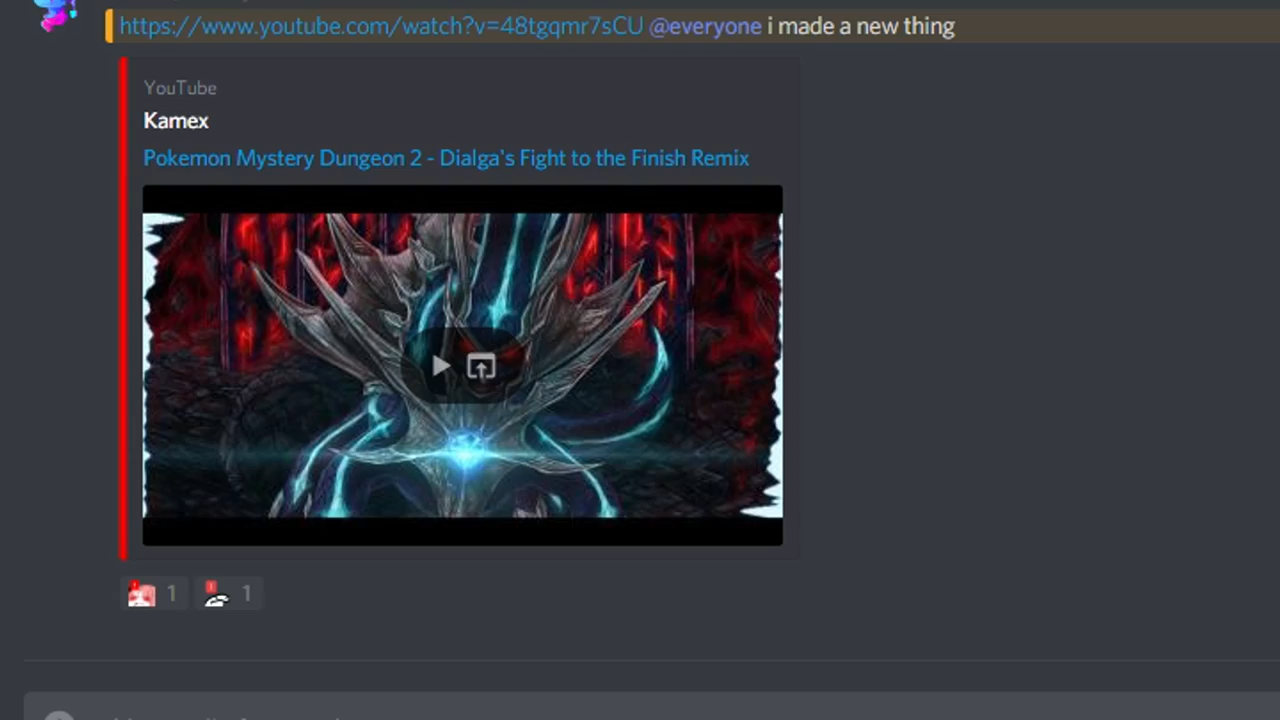 https://www.youtube.com/watch?v=48tgqmr7sCU @everyone i made a new thing
YouTube
Kamex
Pokemon Mystery Dungeon 2 - Dialga's Fight to the Finish Remix
1 1